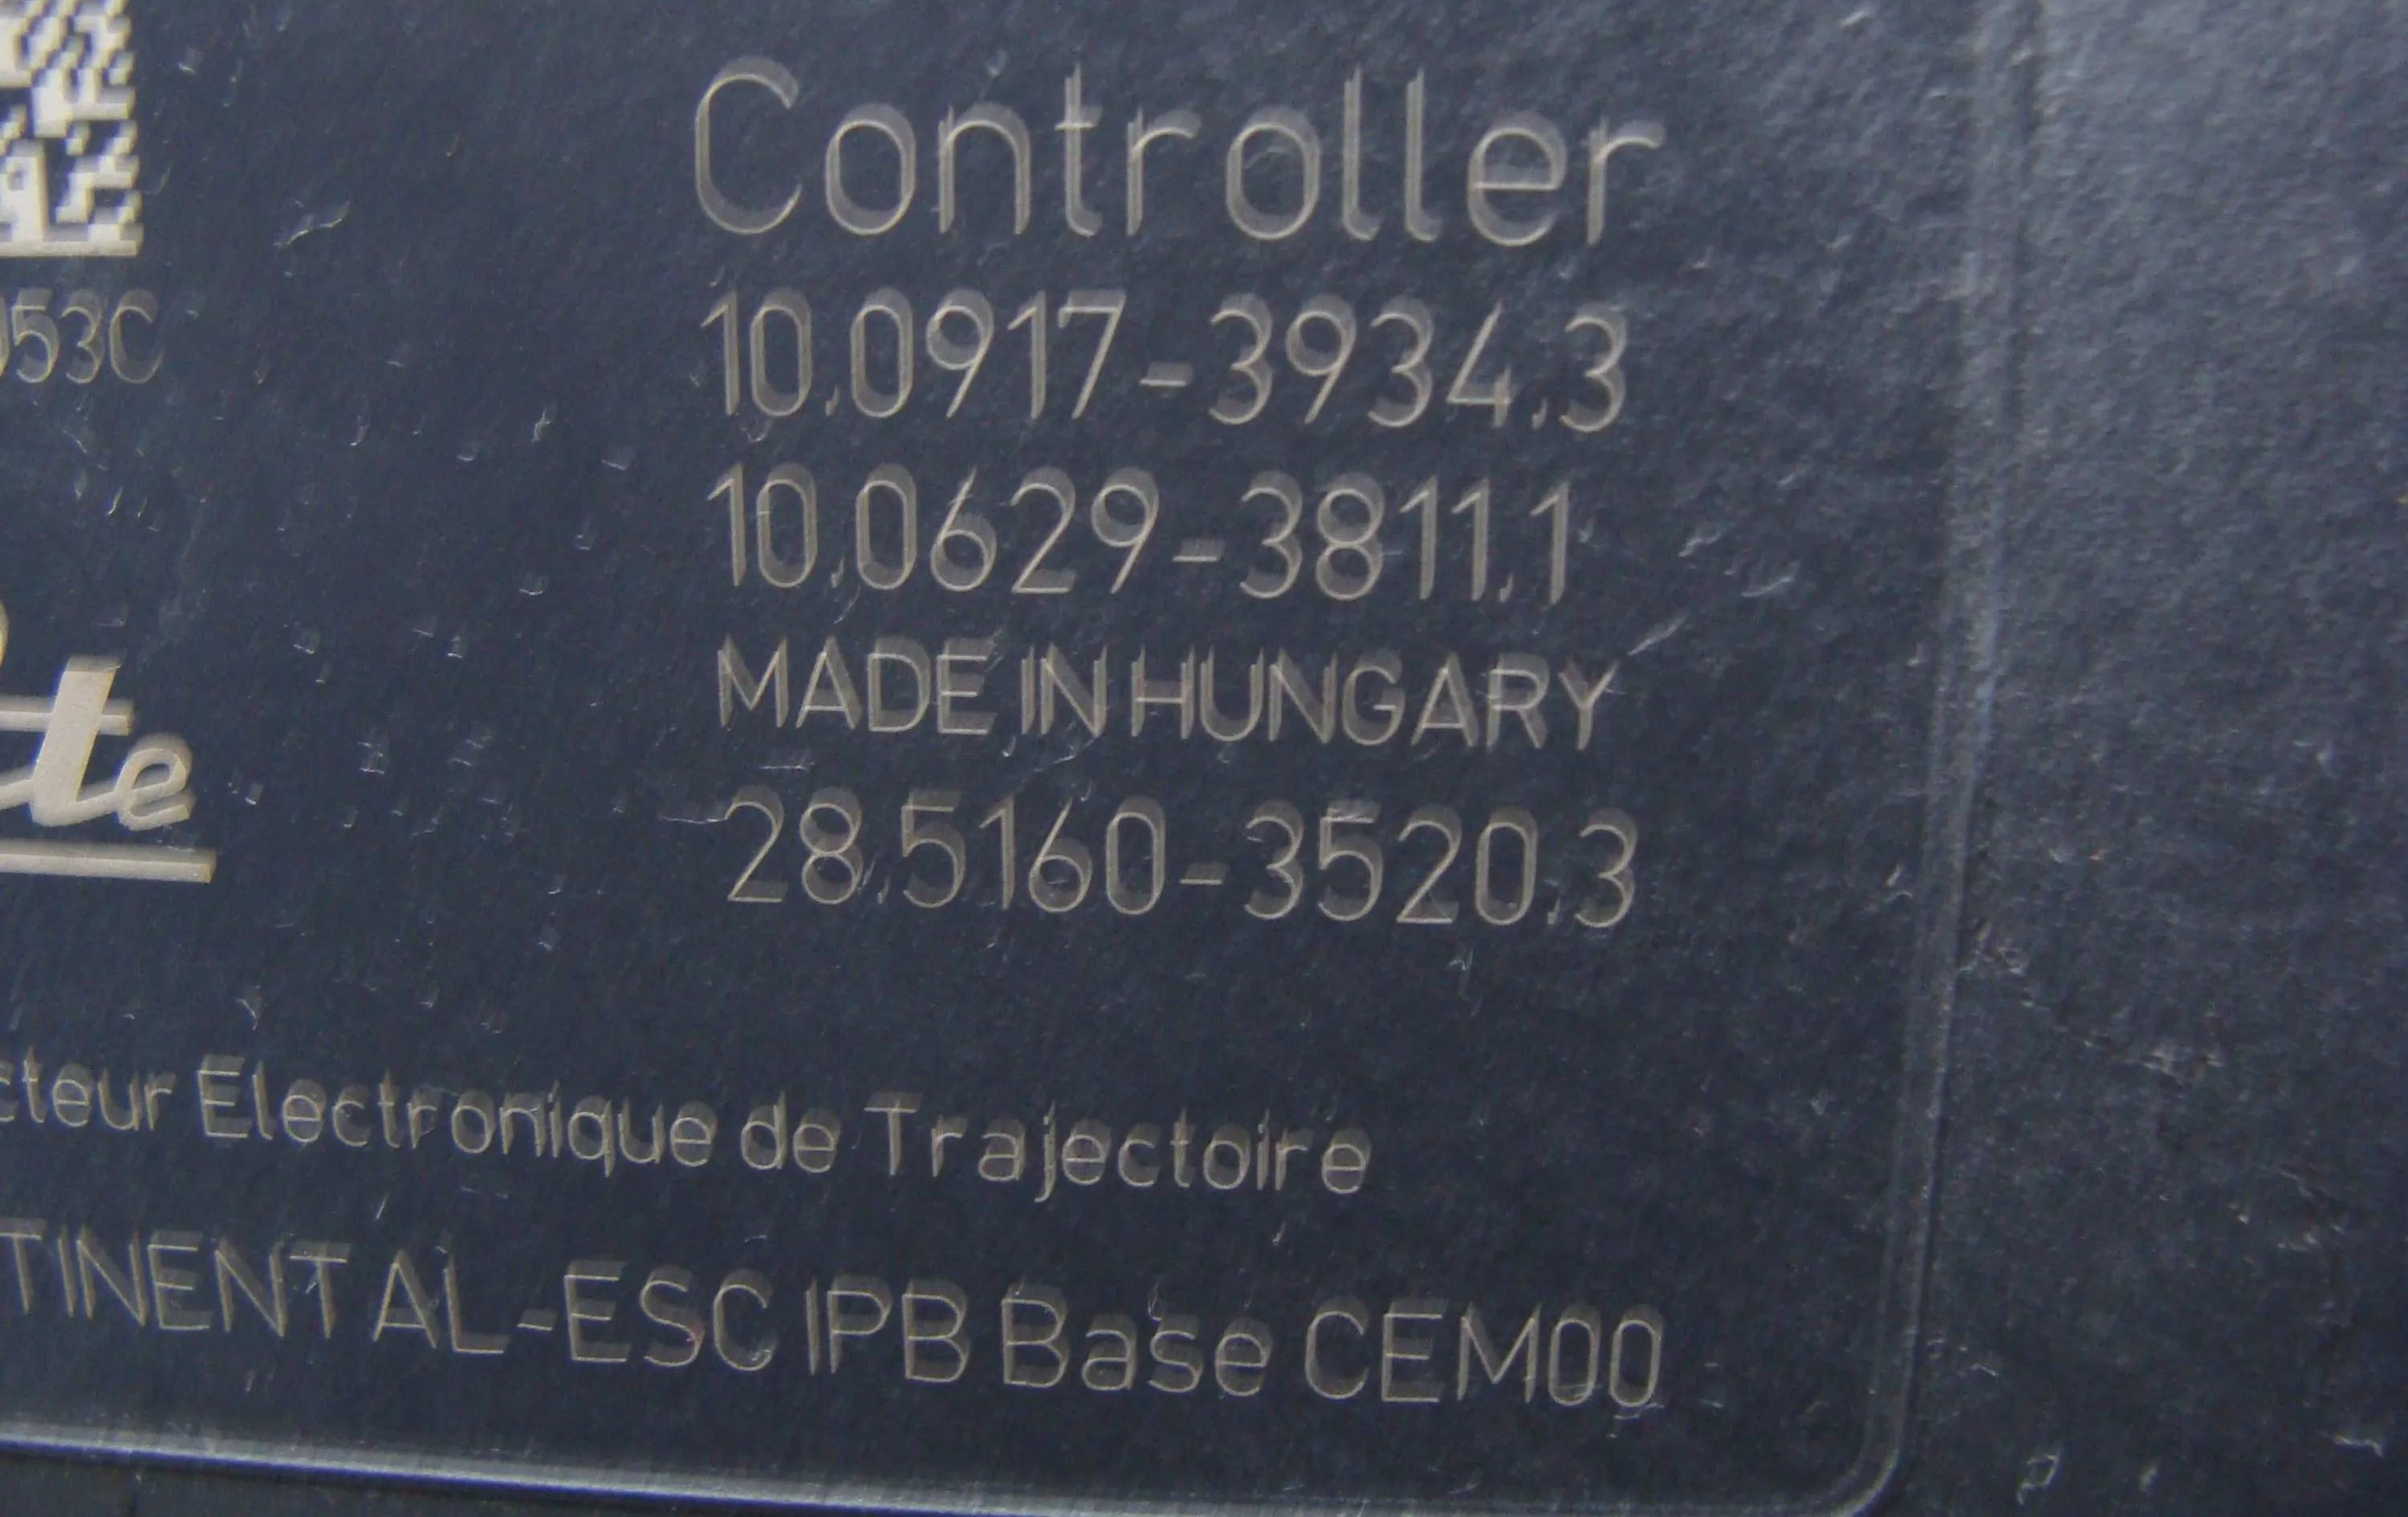 Controller
053C
10.0917-3934.3
10.0629-3811.1
MADE IN HUNGARY
te
28.5160-3520.3
cteur Electronique de Trajectoire
TINENTAL-ESC IPB Base CEM00